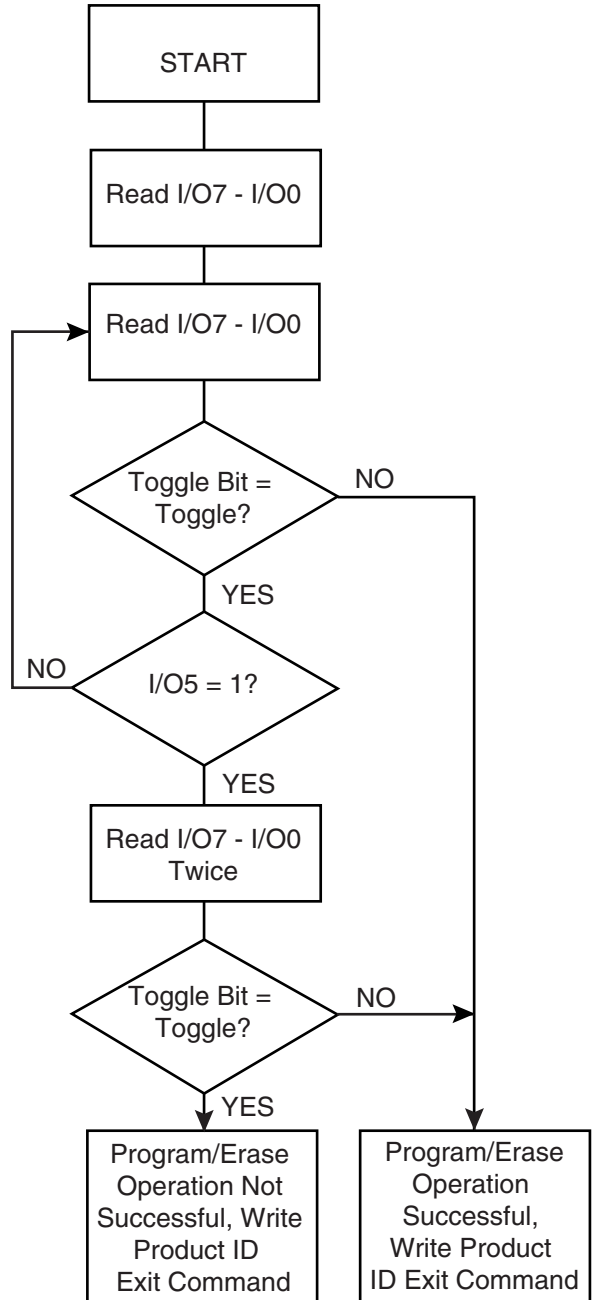 START
Read I/O7 - I/O0
Read I/O7 - I/O0
Toggle Bit =
Toggle?
NO
YES
NO
I/O5 = 1?
YES
Read I/O7 - I/O0
Twice
Toggle Bit =
Toggle?
NO
YES
Program/Erase
Operation Not
Successful, Write
Product ID
Exit Command
Program/Erase
Operation
Successful,
Write Product
ID Exit Command